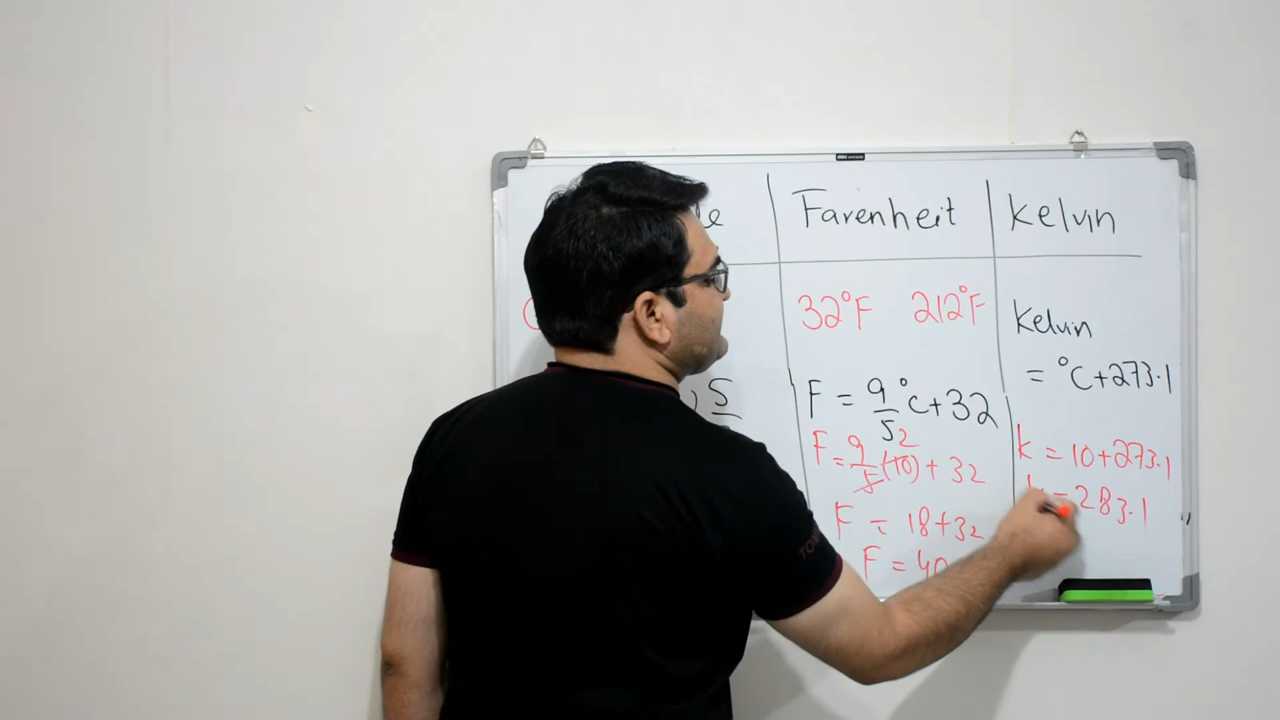 Farenheit
Kelvin
32°F 212°F
Kelvin
= °C+273.1
F = 9/5 °C+32
F = 9/5 (10) + 32
2
K = 10+273.1
= 283.1
F = 18+32
F = 40